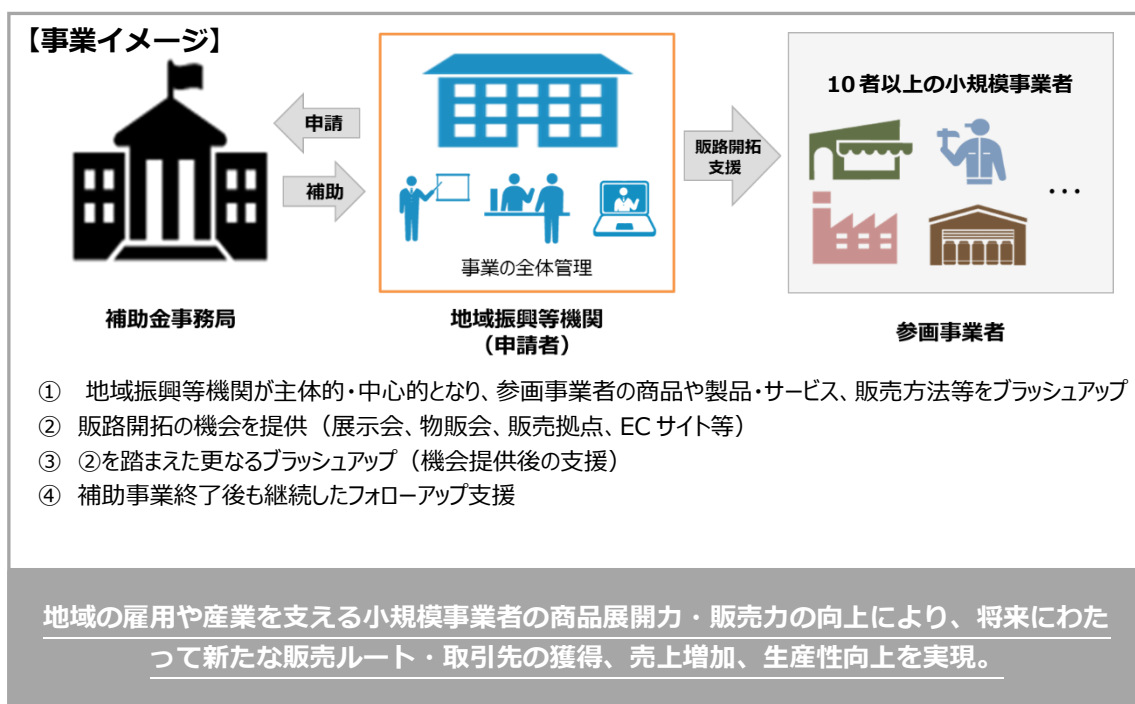 【事業イメージ】
申請
補助
補助金事務局
事業の全体管理
地域振興等機関
(申請者)
販路開拓
支援
10 者以上の小規模事業者
…
参画事業者
① 地域振興等機関が主体的・中心的となり、参画事業者の商品や製品・サービス、販売方法等をブラッシュアップ
② 販路開拓の機会を提供（展示会、物販会、販売拠点、EC サイト等）
③ ②を踏まえた更なるブラッシュアップ（機会提供後の支援）
④ 補助事業終了後も継続したフォローアップ支援
地域の雇用や産業を支える小規模事業者の商品展開力・販売力の向上により、将来にわた
って新たな販売ルート・取引先の獲得、売上増加、生産性向上を実現。